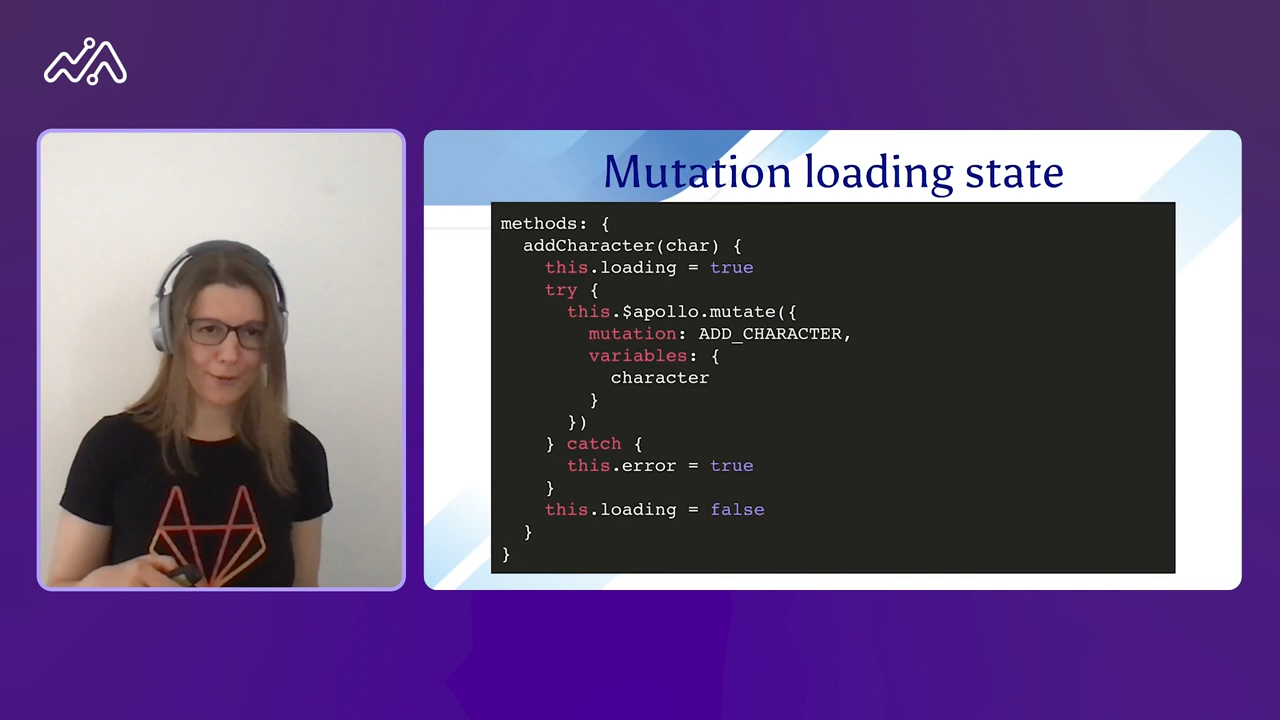 Mutation loading state
methods: {
addCharacter(char) {
this.loading = true
try {
this.$apollo.mutate({
mutation: ADD_CHARACTER,
variables: {
character
}
})
} catch {
this.error = true
}
this.loading = false
}
}